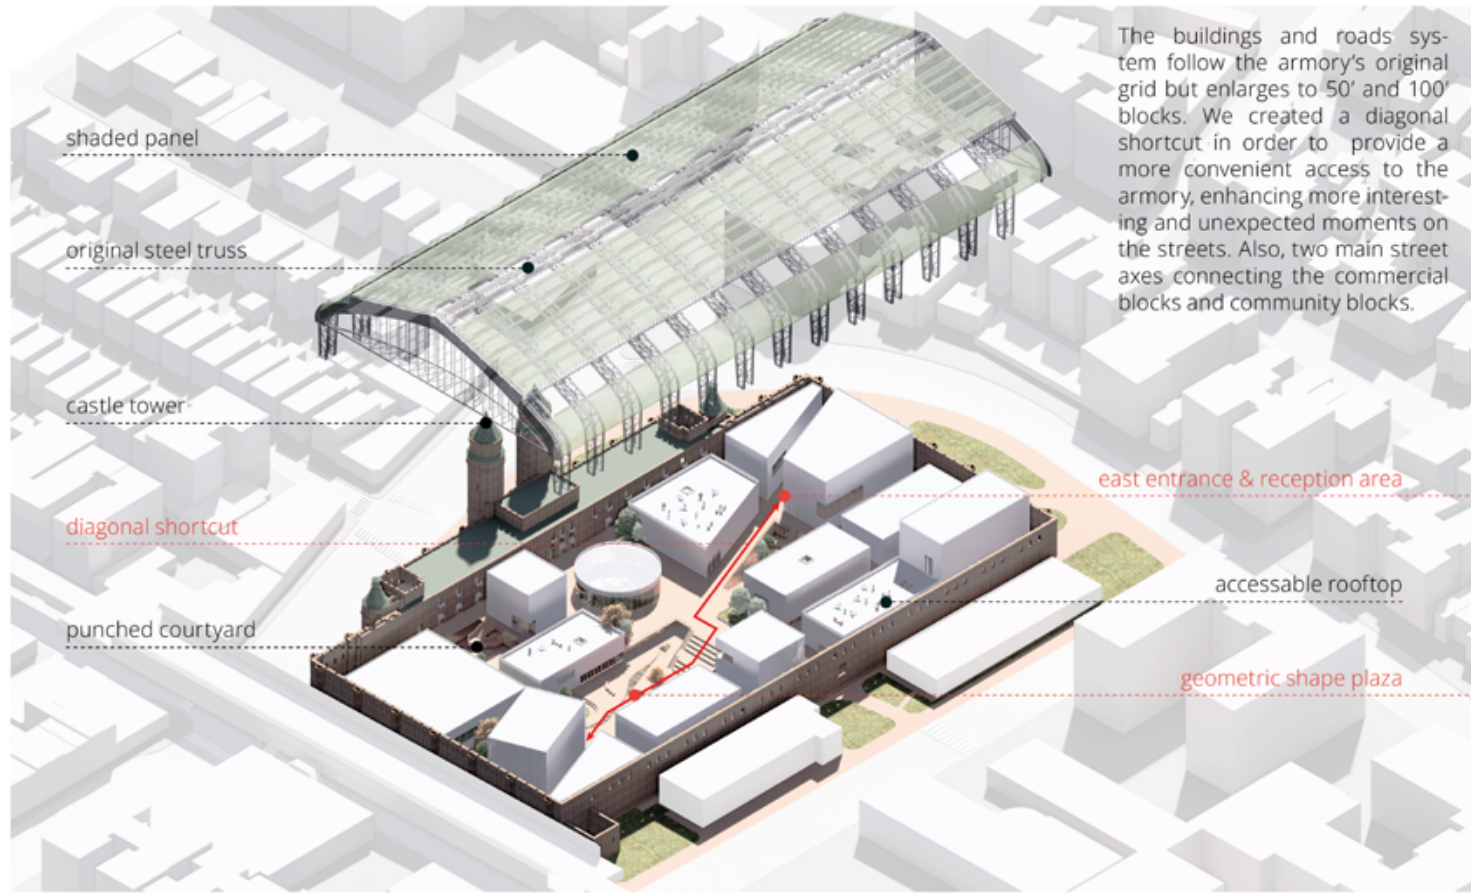 The buildings and roads sys-
tem follow the armory's original
grid but enlarges to 50' and 100'
blocks. We created a diagonal
shortcut in order to provide a
more convenient access to the
armory, enhancing more interest-
ing and unexpected moments on
the streets. Also, two main street
axes connecting the commercial
blocks and community blocks.
shaded panel
original steel truss
castle tower
east entrance & reception area
diagonal shortcut
accessable rooftop
punched courtyard
geometric shape plaza